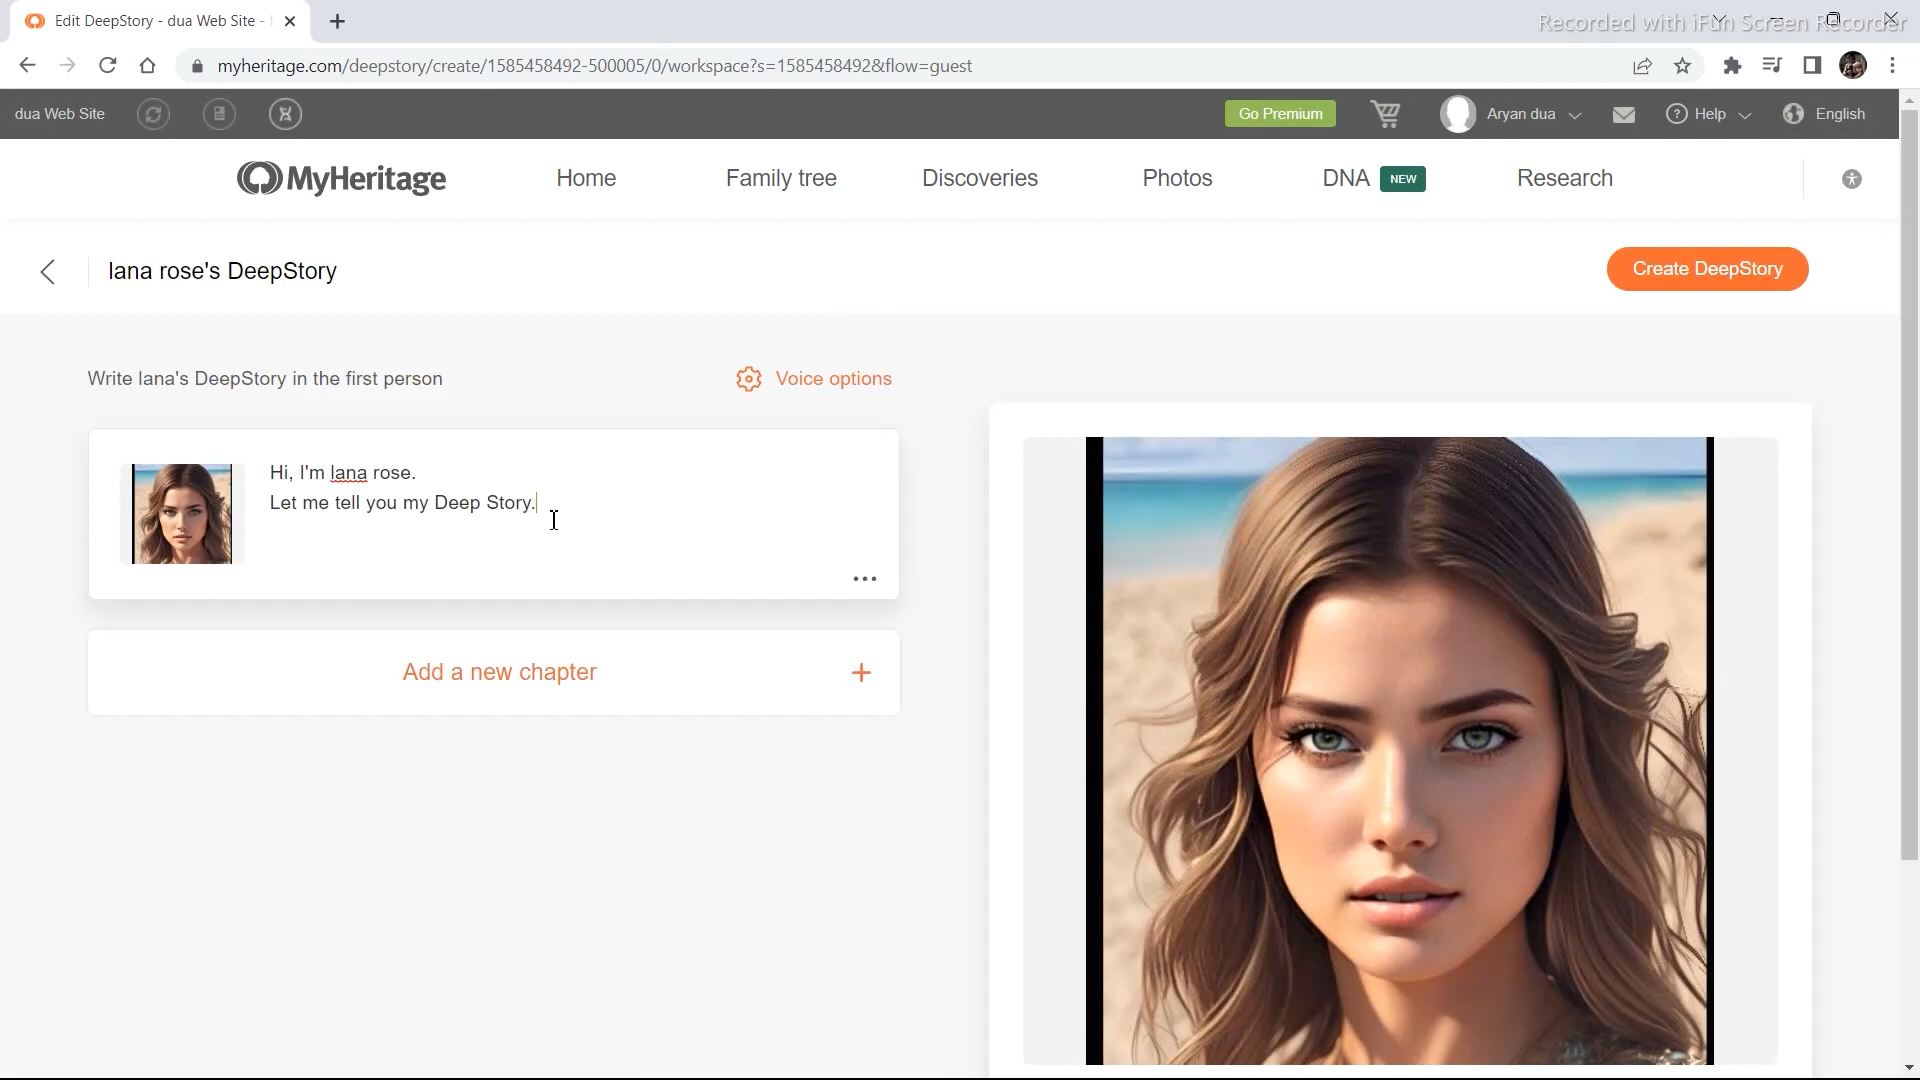 Edit DeepStory - dua Web Site -
Recorded with iFun Screen Recorder
myheritage.com/deepstory/create/1585458492-500005/0/workspace?s=1585458492&flow=guest
dua Web Site
Go Premium
Aryan dua
Help
English
MyHeritage
Home
Family tree
Discoveries
Photos
DNA NEW
Research
lana rose's DeepStory
Create DeepStory
Write lana's DeepStory in the first person
Voice options
Hi, I'm lana rose.
Let me tell you my Deep Story.
Add a new chapter